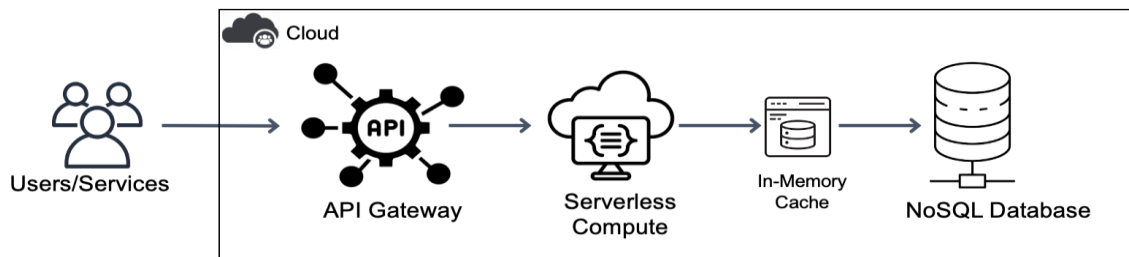 Cloud
API
Users/Services
API Gateway
Serverless
Compute
In-Memory
Cache
NoSQL Database